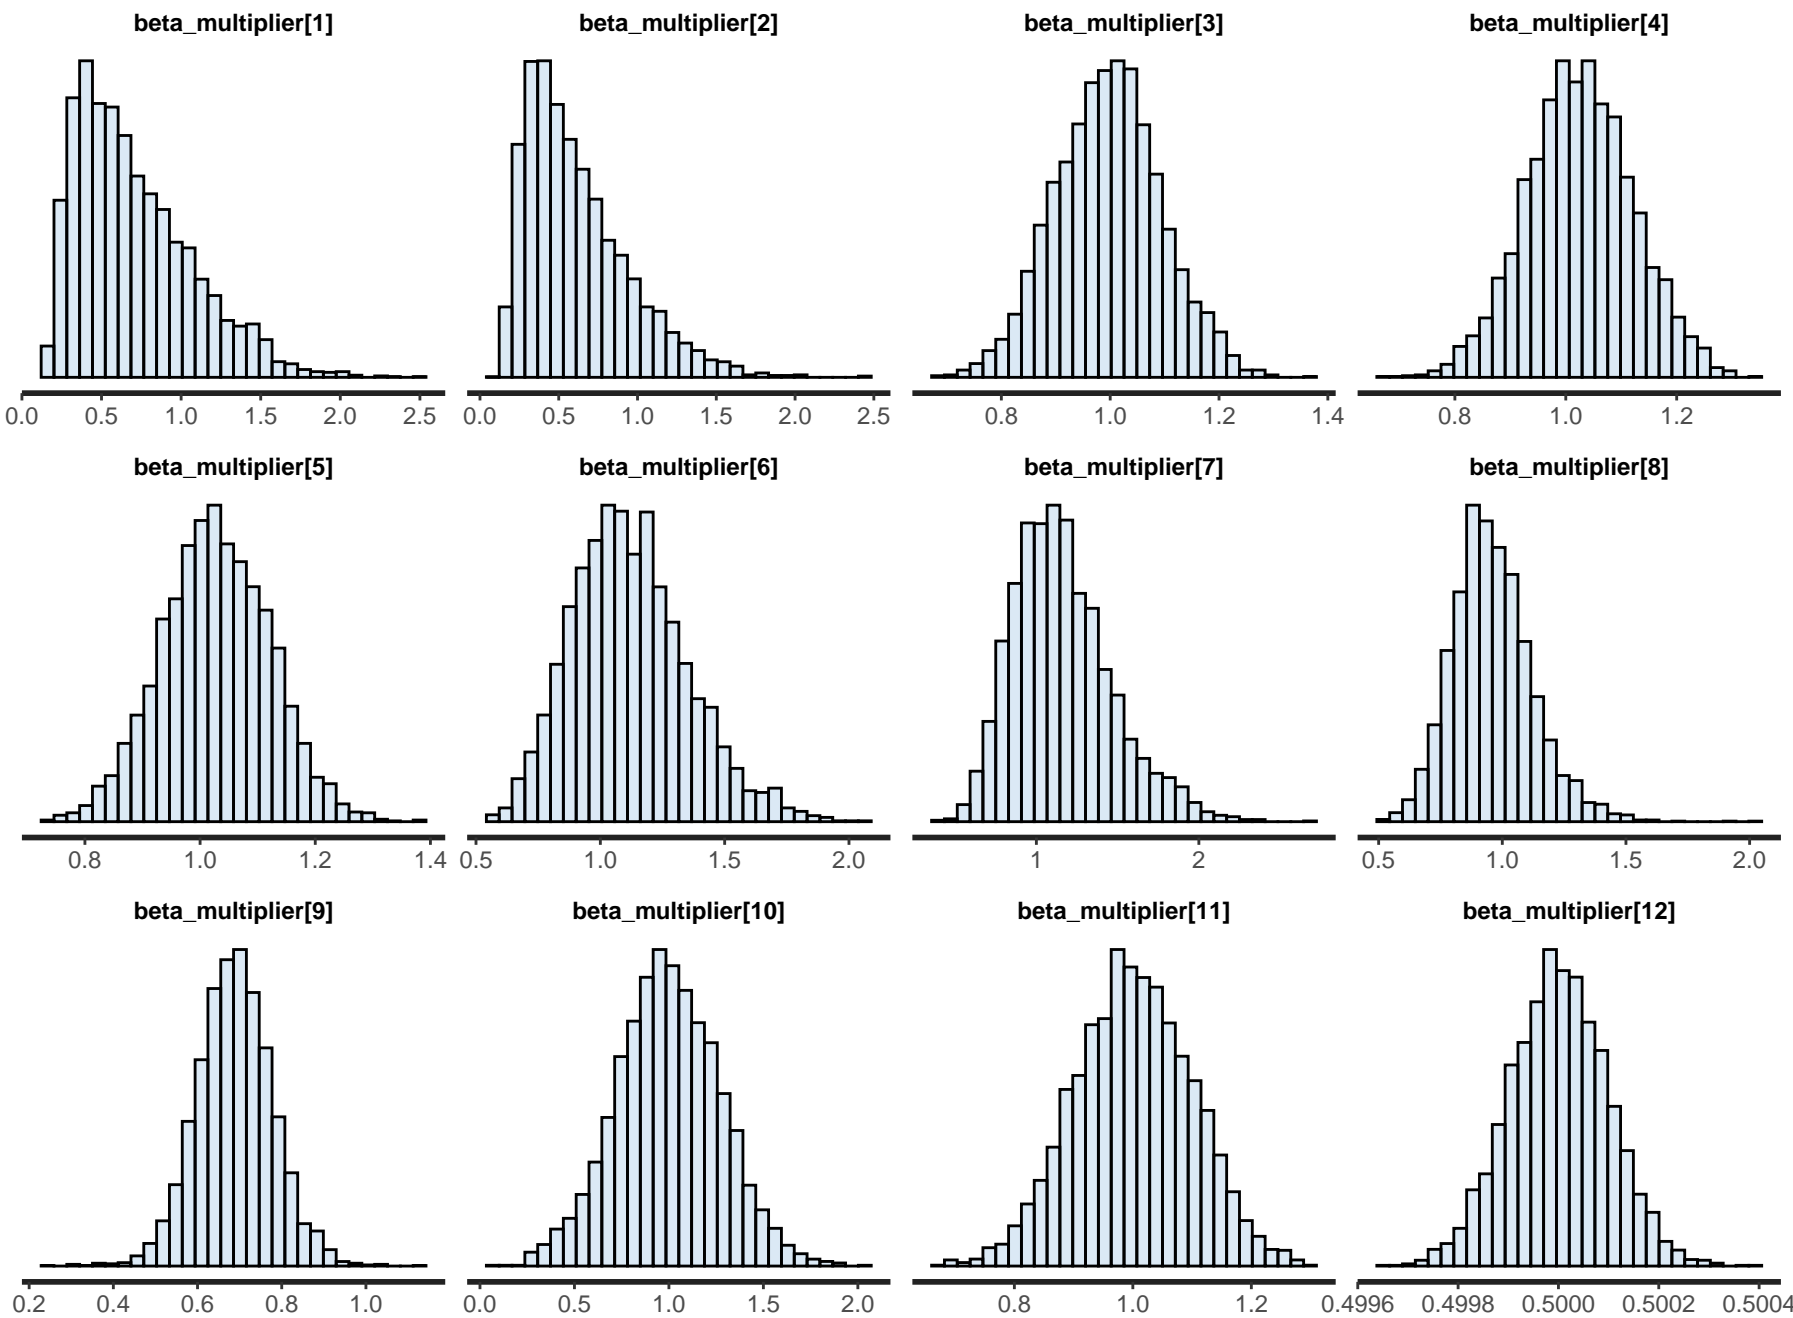 beta_multiplier[1] beta_multiplier[2] beta_multiplier[3] beta_multiplier[4]
0.0 0.5 1.0 1.5 2.0 2.5 0.0 0.5 1.0 1.5 2.0 2.5 0.8 1.0 1.2 1.4 0.8 1.0 1.2
beta_multiplier[5] beta_multiplier[6] beta_multiplier[7] beta_multiplier[8]
0.8 1.0 1.2 1.4 0.5 1.0 1.5 2.0 1 2 0.5 1.0 1.5 2.0
beta_multiplier[9] beta_multiplier[10] beta_multiplier[11] beta_multiplier[12]
0.2 0.4 0.6 0.8 1.0 0.0 0.5 1.0 1.5 2.0 0.8 1.0 1.2 0.4996 0.4998 0.5000 0.5002 0.5004